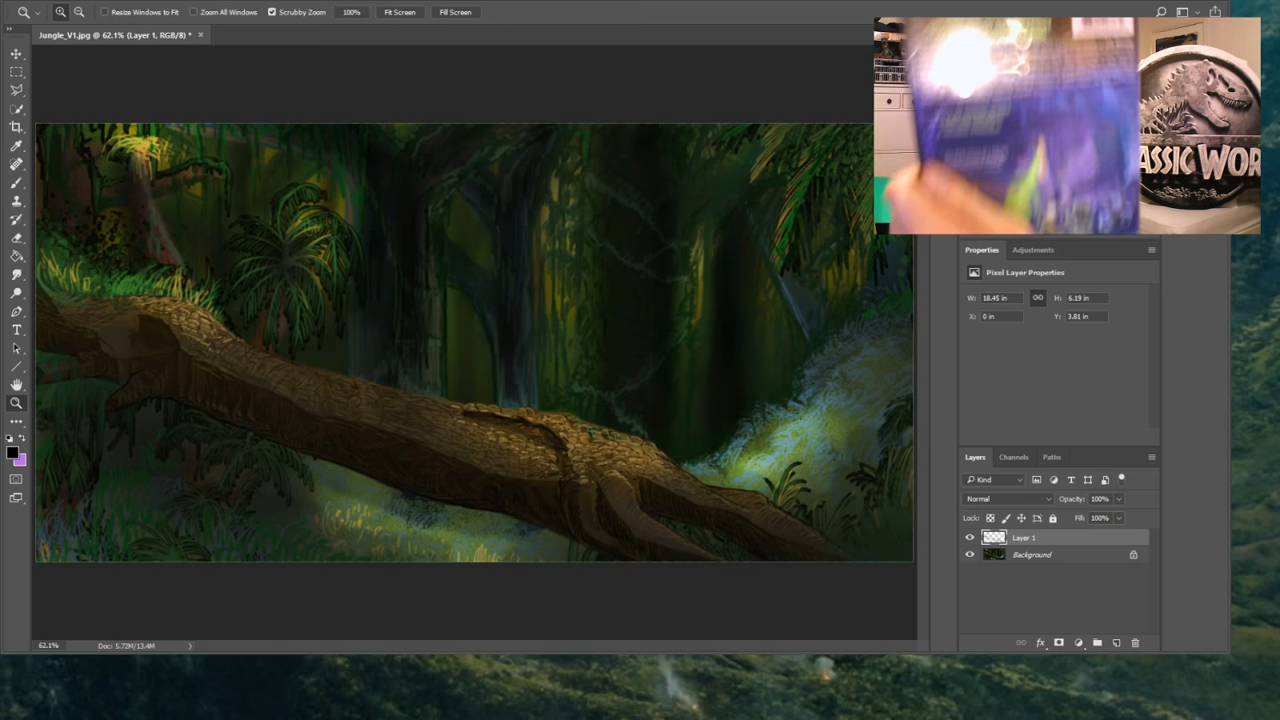 Resize Windows to Fit
Zoom All Windows
Scrubby Zoom
100%
Fit Screen
Fill Screen
Jungle_V1.jpg @ 62.1% (Layer 1, RGB/8) *
ASSIC WOR
Properties
Adjustments
Pixel Layer Properties
W:
18.45 in
H:
6.19 in
X:
0 in
Y:
3.81 in
Layers
Channels
Paths
Kind
Normal
Opacity:
100%
Lock:
Fill:
100%
Layer 1
Background
fx
62.1%
Doc: 5.72M/13.4M